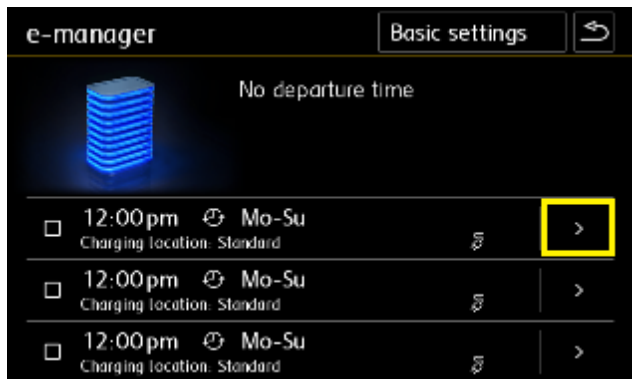 e-manager Basic settings
No departure time
12:00pm Mo-Su
Charging location: Standard
>
12:00pm Mo-Su
Charging location: Standard
>
12:00pm Mo-Su
Charging location: Standard
>